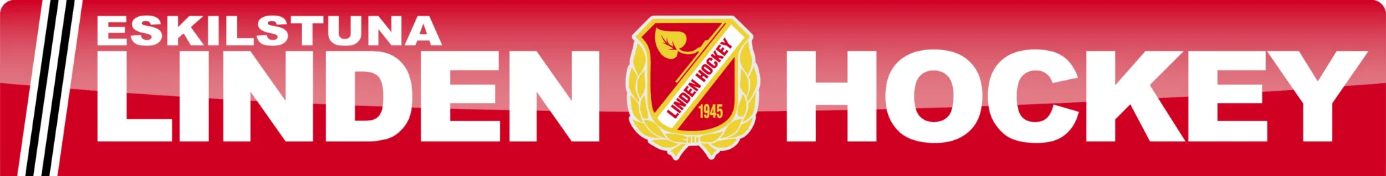 ESKILSTUNA
LINDEN HOCKEY
LINDEN HOCKEY
1945